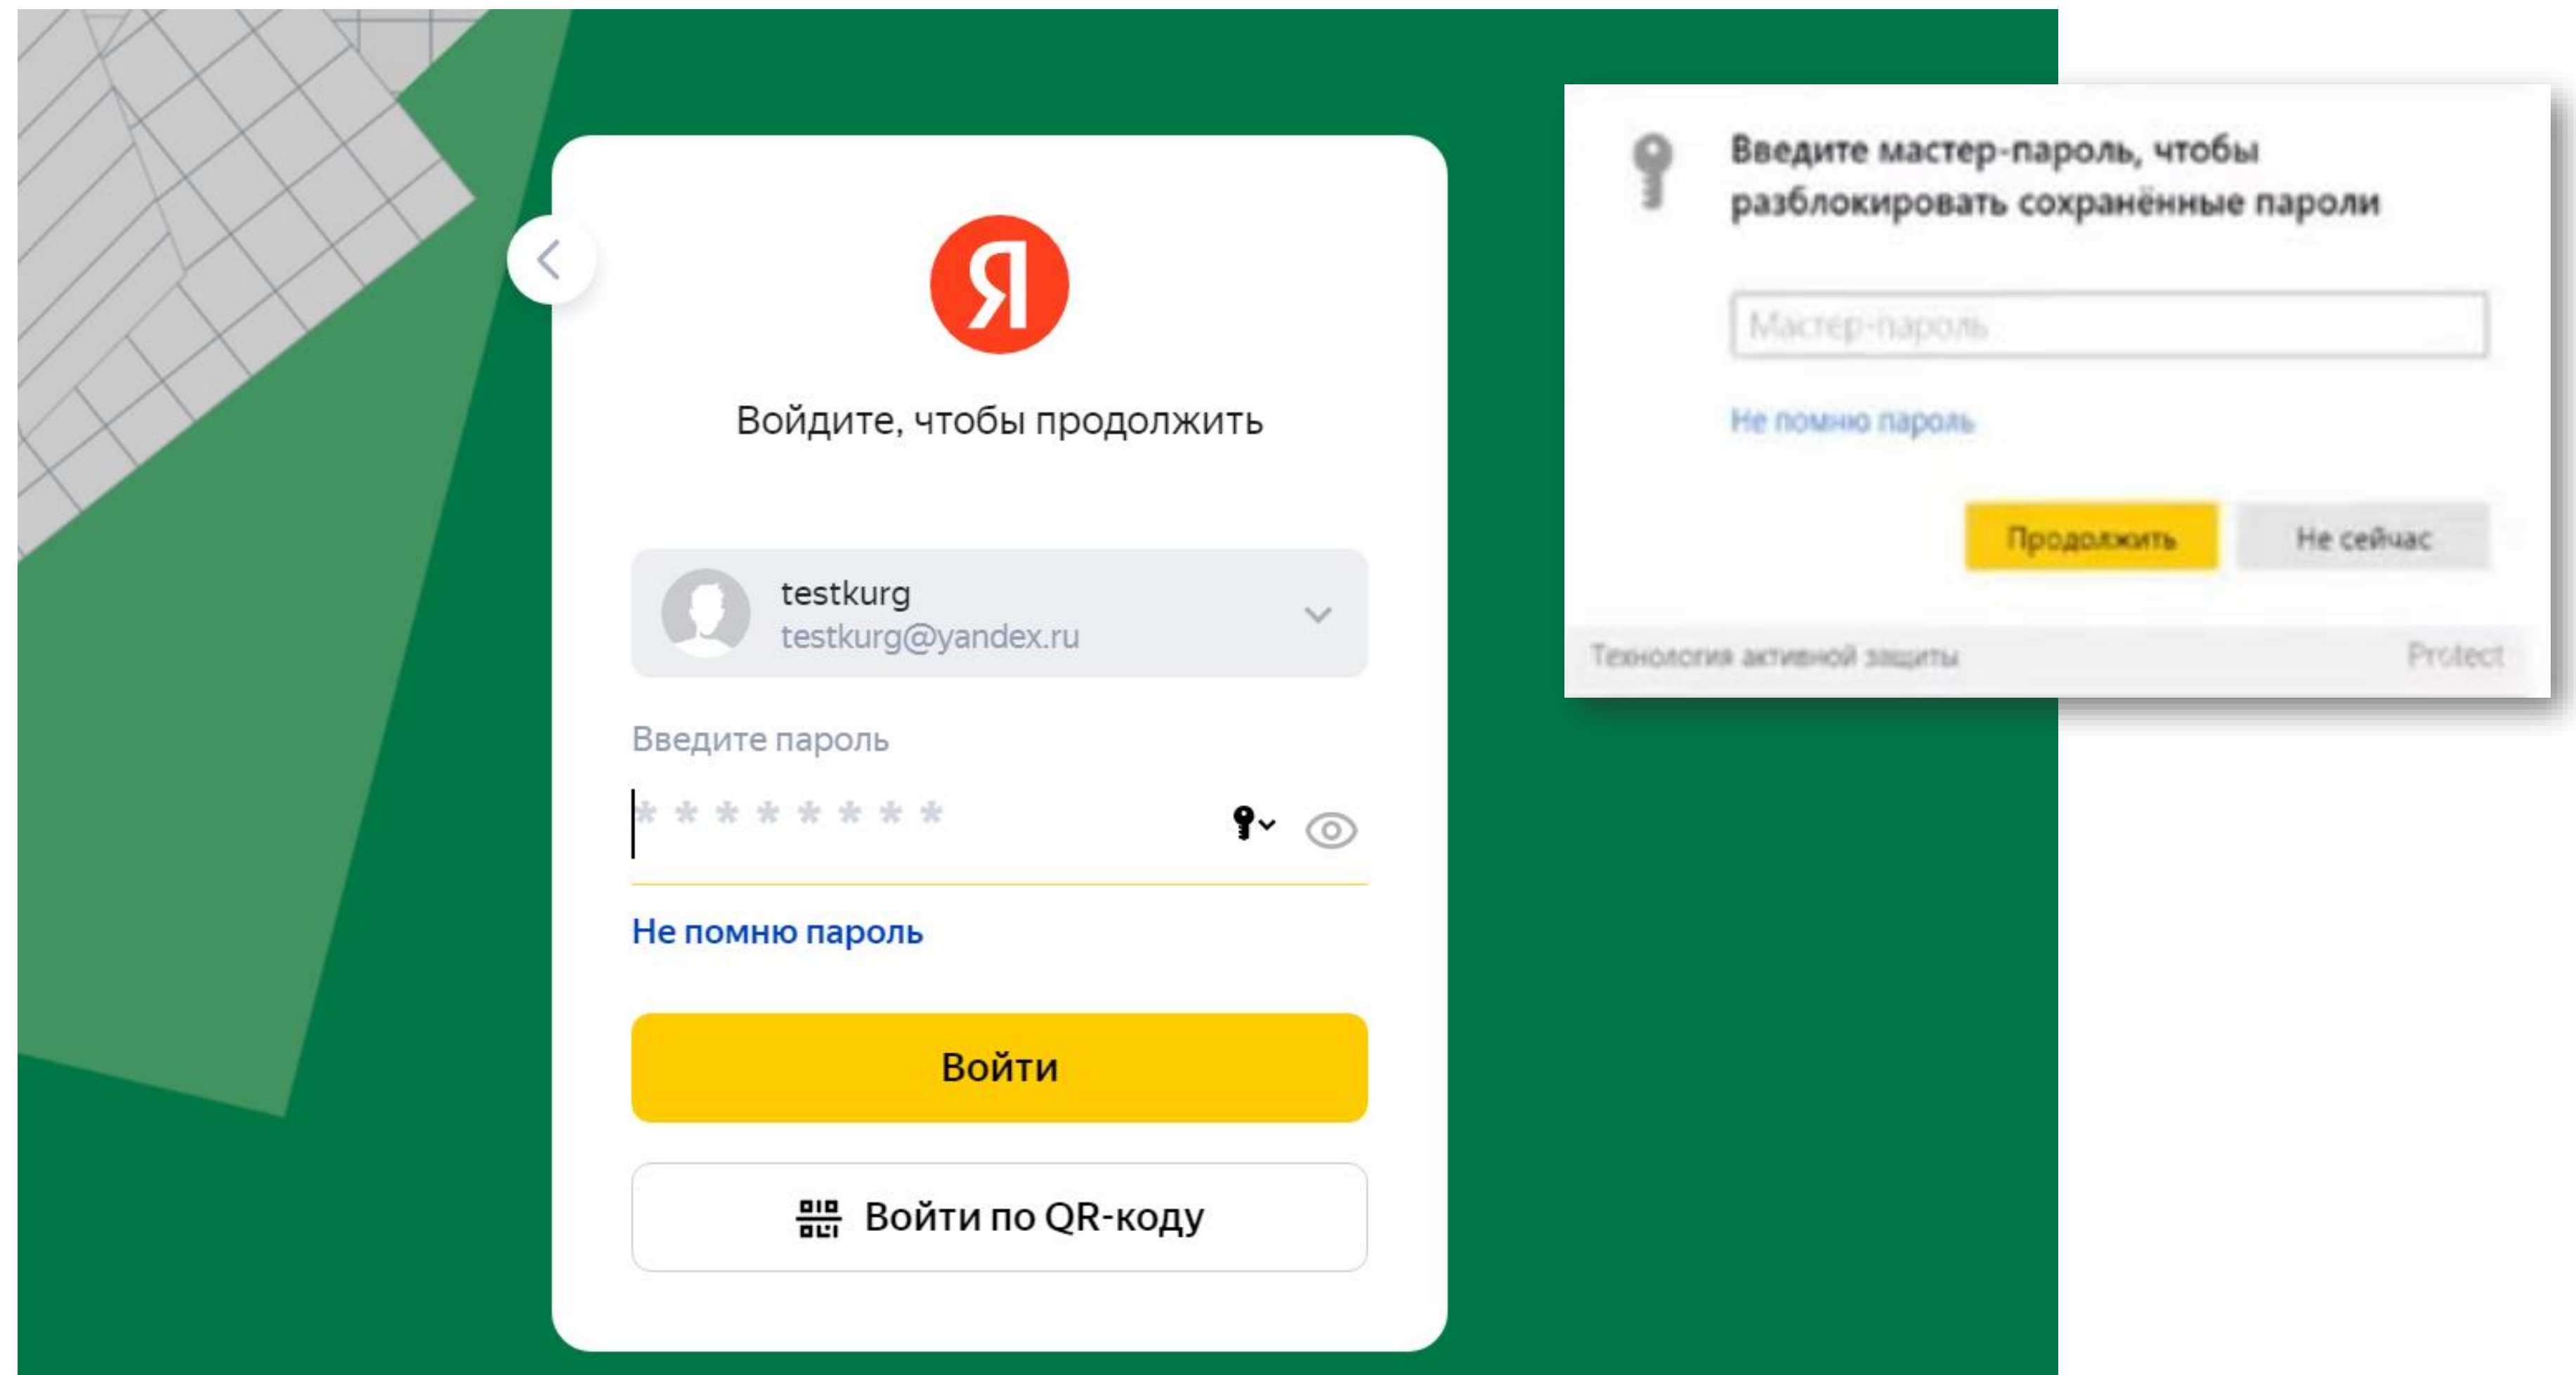 Я
Войдите, чтобы продолжить
testkurg
testkurg@yandex.ru
Введите пароль
* * * * * * * *
Не помню пароль
Войти
Войти по QR-коду
Введите мастер-пароль, чтобы
разблокировать сохранённые пароли
Мастер-пароль
Не помню пароль
Продолжить
Не сейчас
Технология активной защиты
Protect